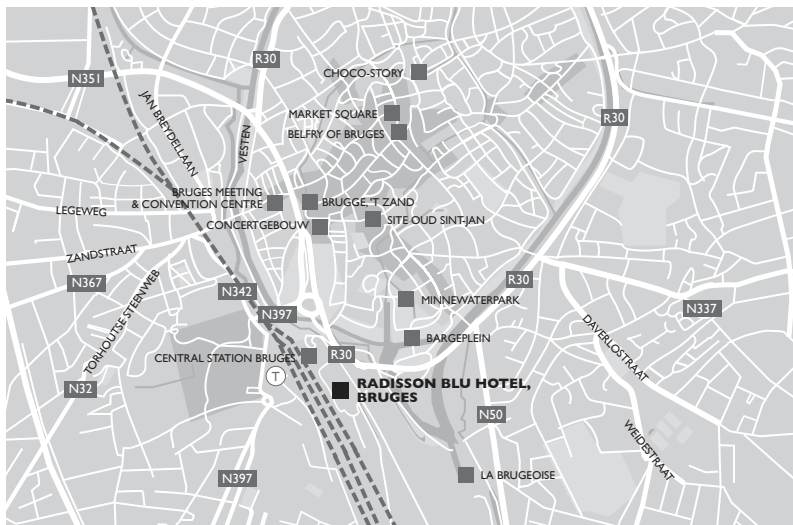 R30
CHOCO-STORY
N351
JAN BREYDELLAAN
MARKET SQUARE
R30
BELFRY OF BRUGES
VESTEN
BRUGES MEETING
& CONVENTION CENTRE
BRUGGE, 'T ZAND
LEGEWEG
SITE OUD SINT-JAN
CONCERTGEBOUW
ZANDSTRAAT
N367
R30
N342
MINNEWATERPARK
N337
N397
TORHOUTSE STEENWEB
BARGEPLEIN
DAVERLOSTRAAT
CENTRAL STATION BRUGES
R30
T
N32
RADISSON BLU HOTEL,
BRUGES
N50
WEIDESTRAAT
N397
LA BRUGEOISE